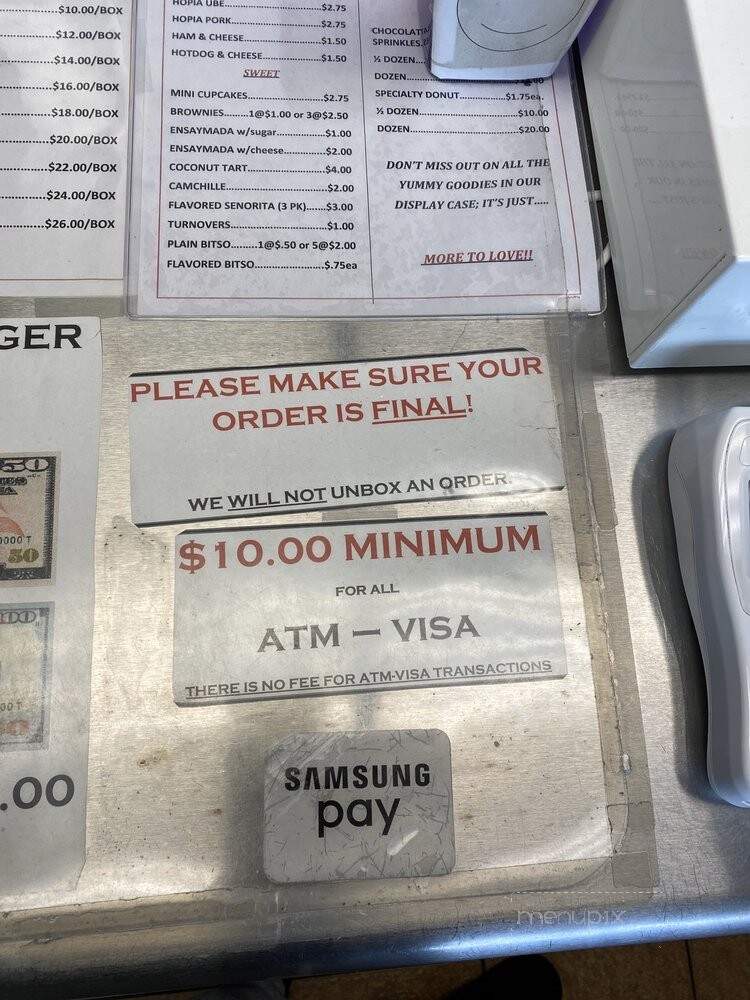 $10.00/BOX
$12.00/BOX
$14.00/BOX
$16.00/BOX
$18.00/BOX
$20.00/BOX
$22.00/BOX
$24.00/BOX
$26.00/BOX
HOPIA UBE $2.75
HOPIA PORK $2.75
HAM & CHEESE $1.50
HOTDOG & CHEESE $1.50
SWEET
MINI CUPCAKES $2.75
BROWNIES 1@$1.00 or 3@$2.50
ENSAYMADA w/sugar $1.00
ENSAYMADA w/cheese $2.00
COCONUT TART $4.00
CAMCHILLE $2.00
FLAVORED SENORITA (3 PK) $3.00
TURNOVERS $1.00
PLAIN BITSO 1@$.50 or 5@$2.00
FLAVORED BITSO $.75ea
SPRINKLES,
½ DOZEN
DOZEN
SPECIALTY DONUT $1.75ea.
½ DOZEN $10.00
DOZEN $20.00
DON'T MISS OUT ON ALL THE
YUMMY GOODIES IN OUR
DISPLAY CASE; IT'S JUST.....
MORE TO LOVE!!
GER
50
50
.00
PLEASE MAKE SURE YOUR
ORDER IS FINAL!
WE WILL NOT UNBOX AN ORDER.
$10.00 MINIMUM
FOR ALL
ATM – VISA
THERE IS NO FEE FOR ATM-VISA TRANSACTIONS
SAMSUNG
pay
menupix